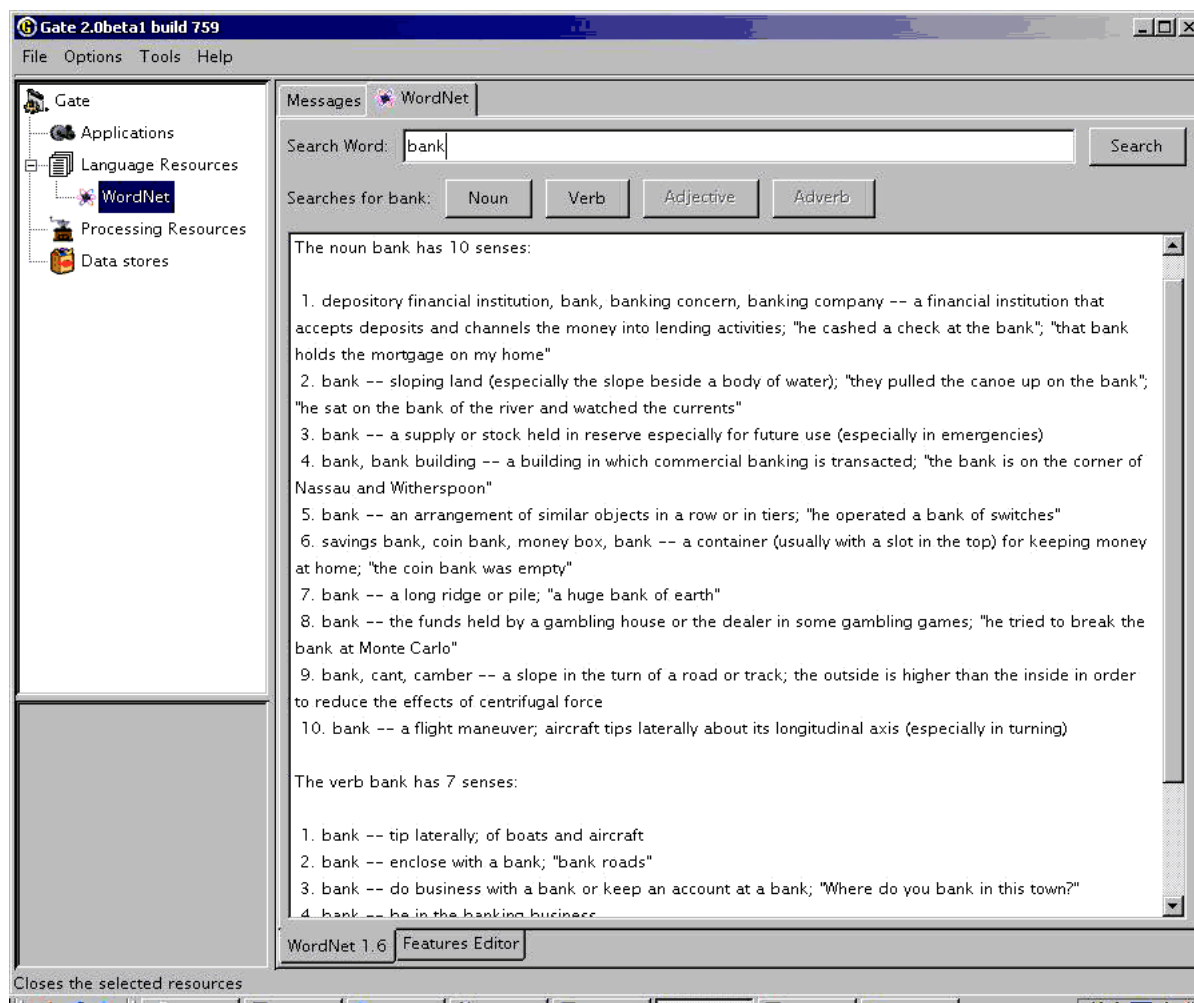 Gate 2.0beta1 build 759
File Options Tools Help
Gate
Applications
Language Resources
WordNet
Processing Resources
Data stores
Messages WordNet
Search Word: bank Search
Searches for bank: Noun Verb Adjective Adverb
The noun bank has 10 senses:
1. depository financial institution, bank, banking concern, banking company -- a financial institution that
accepts deposits and channels the money into lending activities; "he cashed a check at the bank"; "that bank
holds the mortgage on my home"
2. bank -- sloping land (especially the slope beside a body of water); "they pulled the canoe up on the bank";
"he sat on the bank of the river and watched the currents"
3. bank -- a supply or stock held in reserve especially for future use (especially in emergencies)
4. bank, bank building -- a building in which commercial banking is transacted; "the bank is on the corner of
Nassau and Witherspoon"
5. bank -- an arrangement of similar objects in a row or in tiers; "he operated a bank of switches"
6. savings bank, coin bank, money box, bank -- a container (usually with a slot in the top) for keeping money
at home; "the coin bank was empty"
7. bank -- a long ridge or pile; "a huge bank of earth"
8. bank -- the funds held by a gambling house or the dealer in some gambling games; "he tried to break the
bank at Monte Carlo"
9. bank, cant, camber -- a slope in the turn of a road or track; the outside is higher than the inside in order
to reduce the effects of centrifugal force
10. bank -- a flight maneuver; aircraft tips laterally about its longitudinal axis (especially in turning)
The verb bank has 7 senses:
1. bank -- tip laterally; of boats and aircraft
2. bank -- enclose with a bank; "bank roads"
3. bank -- do business with a bank or keep an account at a bank; "Where do you bank in this town?"
4. bank -- be in the banking business
WordNet 1.6 Features Editor
Closes the selected resources